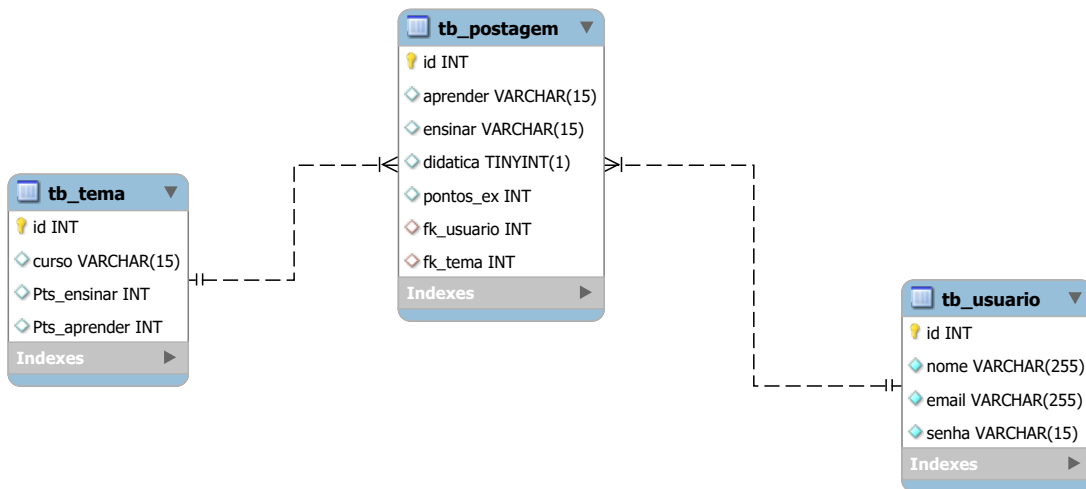 tb_postagem
id INT
aprender VARCHAR(15)
ensinar VARCHAR(15)
didatica TINYINT(1)
pontos_ex INT
fk_usuario INT
fk_tema INT
Indexes
tb_tema
id INT
curso VARCHAR(15)
Pts_ensinar INT
Pts_aprender INT
Indexes
tb_usuario
id INT
nome VARCHAR(255)
email VARCHAR(255)
senha VARCHAR(15)
Indexes